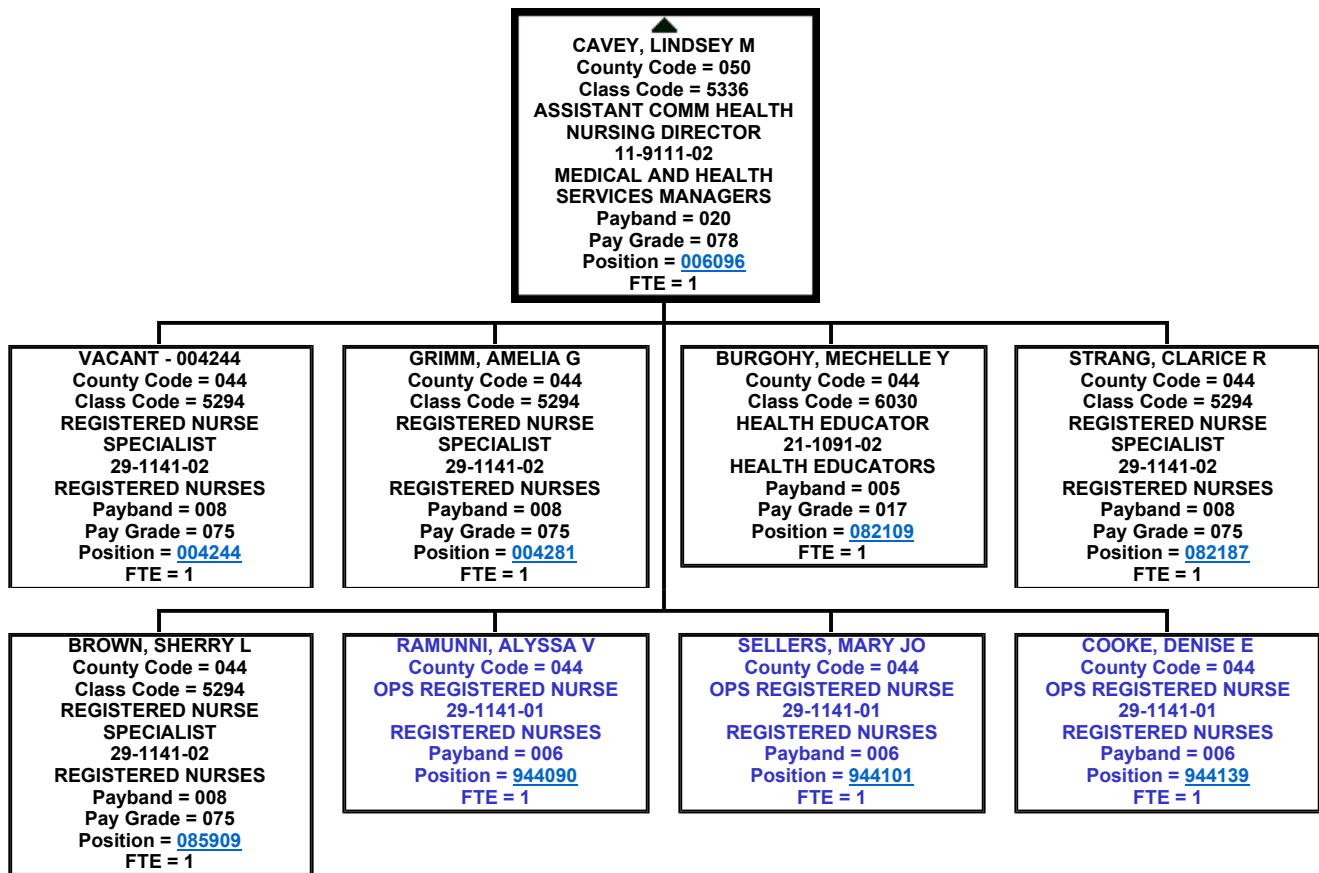 CAVEY, LINDSEY M
County Code = 050
Class Code = 5336
ASSISTANT COMM HEALTH
NURSING DIRECTOR
11-9111-02
MEDICAL AND HEALTH
SERVICES MANAGERS
Payband = 020
Pay Grade = 078
Position = 006096
FTE = 1
VACANT - 004244
County Code = 044
Class Code = 5294
REGISTERED NURSE
SPECIALIST
29-1141-02
REGISTERED NURSES
Payband = 008
Pay Grade = 075
Position = 004244
FTE = 1
GRIMM, AMELIA G
County Code = 044
Class Code = 5294
REGISTERED NURSE
SPECIALIST
29-1141-02
REGISTERED NURSES
Payband = 008
Pay Grade = 075
Position = 004281
FTE = 1
BURGOHY, MECHELLE Y
County Code = 044
Class Code = 6030
HEALTH EDUCATOR
21-1091-02
HEALTH EDUCATORS
Payband = 005
Pay Grade = 017
Position = 082109
FTE = 1
STRANG, CLARICE R
County Code = 044
Class Code = 5294
REGISTERED NURSE
SPECIALIST
29-1141-02
REGISTERED NURSES
Payband = 008
Pay Grade = 075
Position = 082187
FTE = 1
BROWN, SHERRY L
County Code = 044
Class Code = 5294
REGISTERED NURSE
SPECIALIST
29-1141-02
REGISTERED NURSES
Payband = 008
Pay Grade = 075
Position = 085909
FTE = 1
RAMUNNI, ALYSSA V
County Code = 044
OPS REGISTERED NURSE
29-1141-01
REGISTERED NURSES
Payband = 006
Position = 944090
FTE = 1
SELLERS, MARY JO
County Code = 044
OPS REGISTERED NURSE
29-1141-01
REGISTERED NURSES
Payband = 006
Position = 944101
FTE = 1
COOKE, DENISE E
County Code = 044
OPS REGISTERED NURSE
29-1141-01
REGISTERED NURSES
Payband = 006
Position = 944139
FTE = 1